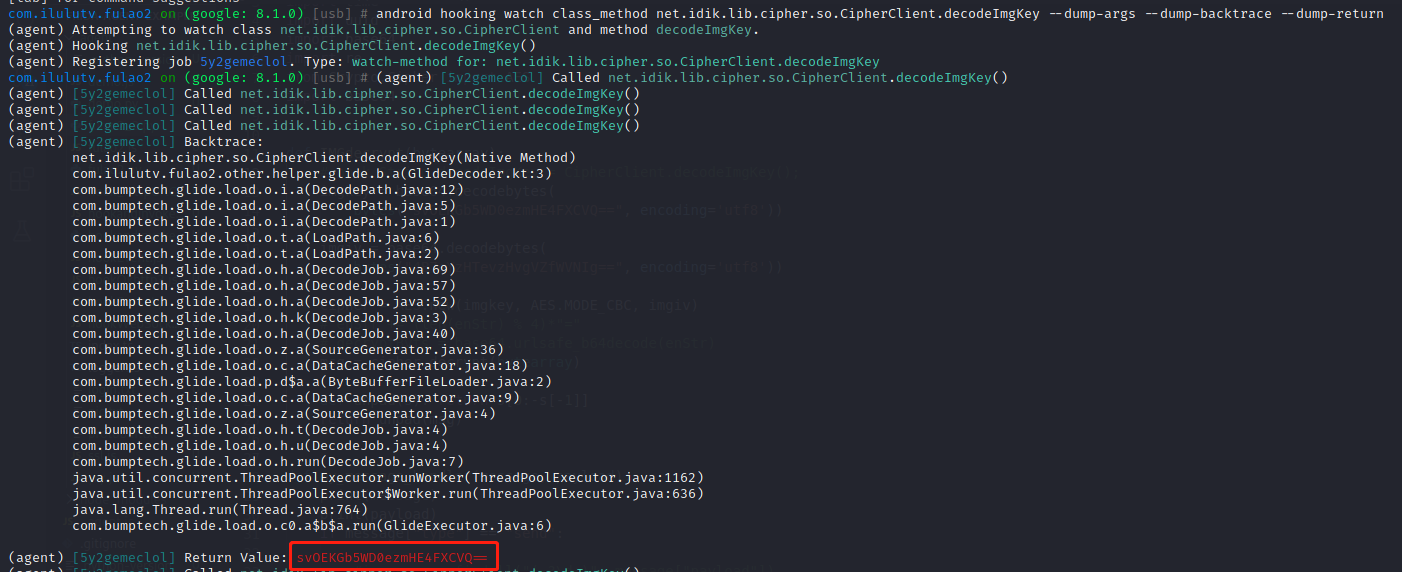 com.ilulutv.fulao2 on (google: 8.1.0) [usb] # android hooking watch class_method net.idik.lib.cipher.so.CipherClient.decodeImgKey --dump-args --dump-backtrace --dump-return
(agent) Attempting to watch class net.idik.lib.cipher.so.CipherClient and method decodeImgKey.
(agent) Hooking net.idik.lib.cipher.so.CipherClient.decodeImgKey()
(agent) Registering job 5y2gemeclol. Type: watch-method for: net.idik.lib.cipher.so.CipherClient.decodeImgKey
com.ilulutv.fulao2 on (google: 8.1.0) [usb] # (agent) [5y2gemeclol] Called net.idik.lib.cipher.so.CipherClient.decodeImgKey()
(agent) [5y2gemeclol] Called net.idik.lib.cipher.so.CipherClient.decodeImgKey()
(agent) [5y2gemeclol] Called net.idik.lib.cipher.so.CipherClient.decodeImgKey()
(agent) [5y2gemeclol] Called net.idik.lib.cipher.so.CipherClient.decodeImgKey()
(agent) [5y2gemeclol] Backtrace:
net.idik.lib.cipher.so.CipherClient.decodeImgKey(Native Method)
com.ilulutv.fulao2.other.helper.glide.b.a(GlideDecoder.kt:3)
com.bumptech.glide.load.o.i.a(DecodePath.java:12)
com.bumptech.glide.load.o.i.a(DecodePath.java:5)
com.bumptech.glide.load.o.i.a(DecodePath.java:1)
com.bumptech.glide.load.o.t.a(LoadPath.java:6)
com.bumptech.glide.load.o.t.a(LoadPath.java:2)
com.bumptech.glide.load.o.h.a(DecodeJob.java:69)
com.bumptech.glide.load.o.h.a(DecodeJob.java:57)
com.bumptech.glide.load.o.h.a(DecodeJob.java:52)
com.bumptech.glide.load.o.h.k(DecodeJob.java:3)
com.bumptech.glide.load.o.h.a(DecodeJob.java:40)
com.bumptech.glide.load.o.z.a(SourceGenerator.java:36)
com.bumptech.glide.load.o.c.a(DataCacheGenerator.java:18)
com.bumptech.glide.load.p.d$a.a(ByteBufferFileLoader.java:2)
com.bumptech.glide.load.o.c.a(DataCacheGenerator.java:9)
com.bumptech.glide.load.o.z.a(SourceGenerator.java:4)
com.bumptech.glide.load.o.h.t(DecodeJob.java:4)
com.bumptech.glide.load.o.h.u(DecodeJob.java:4)
com.bumptech.glide.load.o.h.run(DecodeJob.java:7)
java.util.concurrent.ThreadPoolExecutor.runWorker(ThreadPoolExecutor.java:1162)
java.util.concurrent.ThreadPoolExecutor$Worker.run(ThreadPoolExecutor.java:636)
java.lang.Thread.run(Thread.java:764)
com.bumptech.glide.load.o.c0.a$b$a.run(GlideExecutor.java:6)
(agent) [5y2gemeclol] Return Value: svOEKGb5WD0ezmHE4FXCVQ==